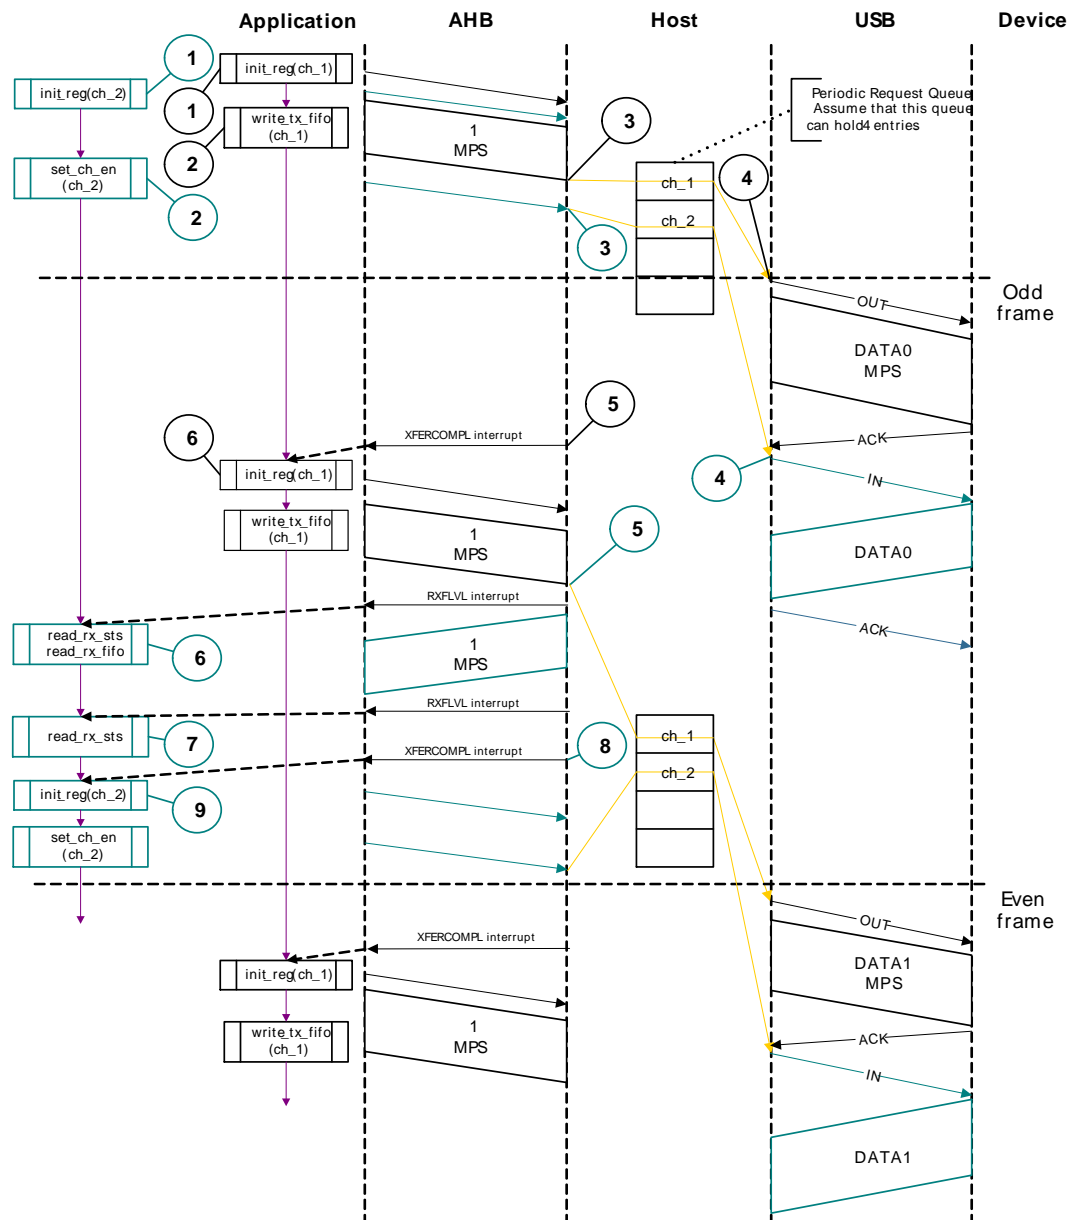 Application
AHB
Host
USB
Device
1
init_reg(ch_2)
1
init_reg(ch_1)
2
write_tx_fifo
(ch_1)
set_ch_en
(ch_2)
2
1
MPS
3
3
Periodic Request Queue
Assume that this queue
can hold4 entries
4
ch_1
ch_2
Odd
frame
OUT
DATA0
MPS
5
XFERCOMPL interrupt
ACK
6
init_reg(ch_1)
4
IN
write_tx_fifo
(ch_1)
1
MPS
5
DATA0
RXFLVL interrupt
ACK
read_rx_sts
read_rx_fifo
6
1
MPS
RXFLVL interrupt
read_rx_sts
7
XFERCOMPL interrupt
8
ch_1
ch_2
init_reg(ch_2)
9
set_ch_en
(ch_2)
Even
frame
OUT
XFERCOMPL interrupt
init_reg(ch_1)
DATA1
MPS
write_tx_fifo
(ch_1)
1
MPS
ACK
IN
DATA1